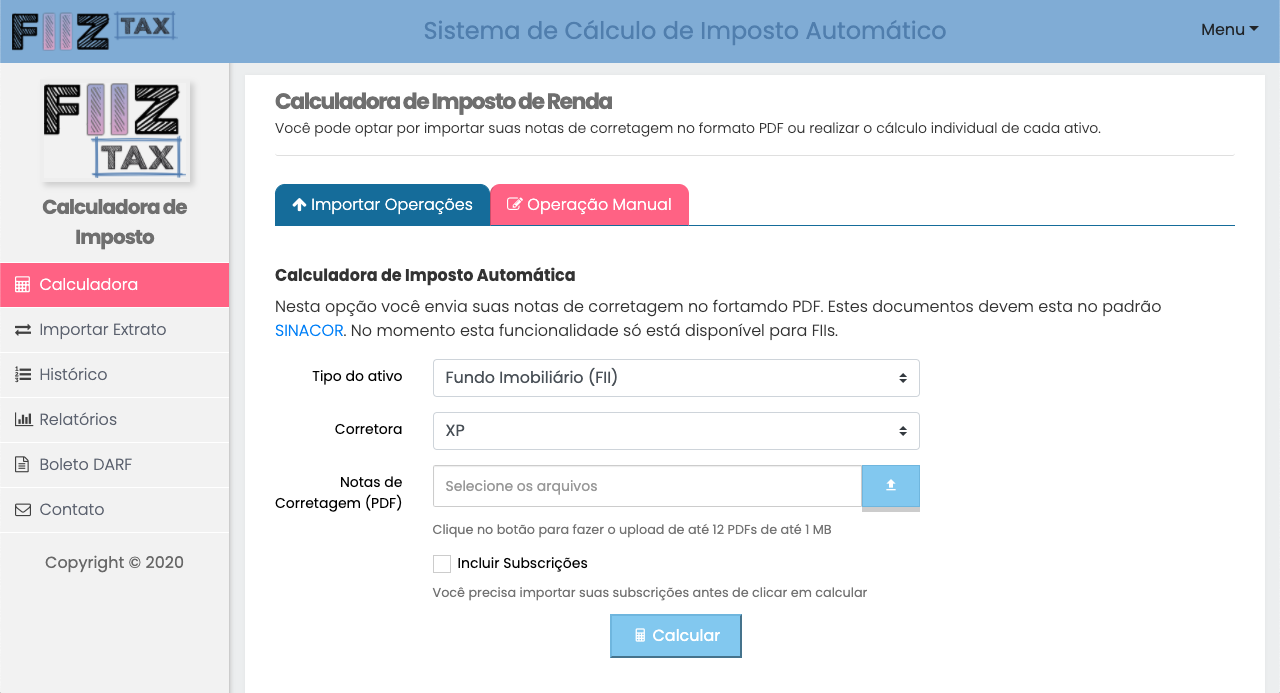 FIIZ TAX
Sistema de Cálculo de Imposto Automático
Menu
FIIZ
TAX
Calculadora de
Imposto
Calculadora
Importar Extrato
Histórico
Relatórios
Boleto DARF
Contato
Copyright © 2020
Calculadora de Imposto de Renda
Você pode optar por importar suas notas de corretagem no formato PDF ou realizar o cálculo individual de cada ativo.
Importar Operações
Operação Manual
Calculadora de Imposto Automática
Nesta opção você envia suas notas de corretagem no fortamdo PDF. Estes documentos devem esta no padrão
SINACOR. No momento esta funcionalidade só está disponível para FIIs.
Tipo do ativo
Fundo Imobiliário (FII)
Corretora
XP
Notas de
Corretagem (PDF)
Selecione os arquivos
Clique no botão para fazer o upload de até 12 PDFs de até 1 MB
Incluir Subscrições
Você precisa importar suas subscrições antes de clicar em calcular
Calcular